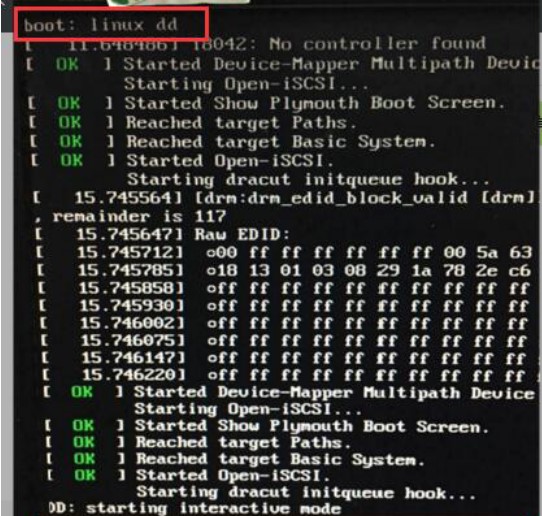 boot: linux dd
[   11.648486] i8042: No controller found
[  OK  ] Started Device-Mapper Multipath Devic
Starting Open-iSCSI...
[  OK  ] Started Show Plymouth Boot Screen.
[  OK  ] Reached target Paths.
[  OK  ] Reached target Basic System.
[  OK  ] Started Open-iSCSI.
Starting dracut initqueue hook...
[   15.745564] [drm:drm_edid_block_valid [drm]
, remainder is 117
[   15.745647] Raw EDID:
[   15.745712]  o00 ff ff ff ff ff ff 00 5a 63
[   15.745785]  o18 13 01 03 08 29 1a 78 2e c6
[   15.745858]  off ff ff ff ff ff ff ff ff ff
[   15.745930]  off ff ff ff ff ff ff ff ff ff
[   15.746002]  off ff ff ff ff ff ff ff ff ff
[   15.746075]  off ff ff ff ff ff ff ff ff ff
[   15.746147]  off ff ff ff ff ff ff ff ff ff
[   15.746220]  off ff ff ff ff ff ff ff ff ff
[  OK  ] Started Device-Mapper Multipath Device
Starting Open-iSCSI...
[  OK  ] Started Show Plymouth Boot Screen.
[  OK  ] Reached target Paths.
[  OK  ] Reached target Basic System.
[  OK  ] Started Open-iSCSI.
Starting dracut initqueue hook...
DD: starting interactive mode